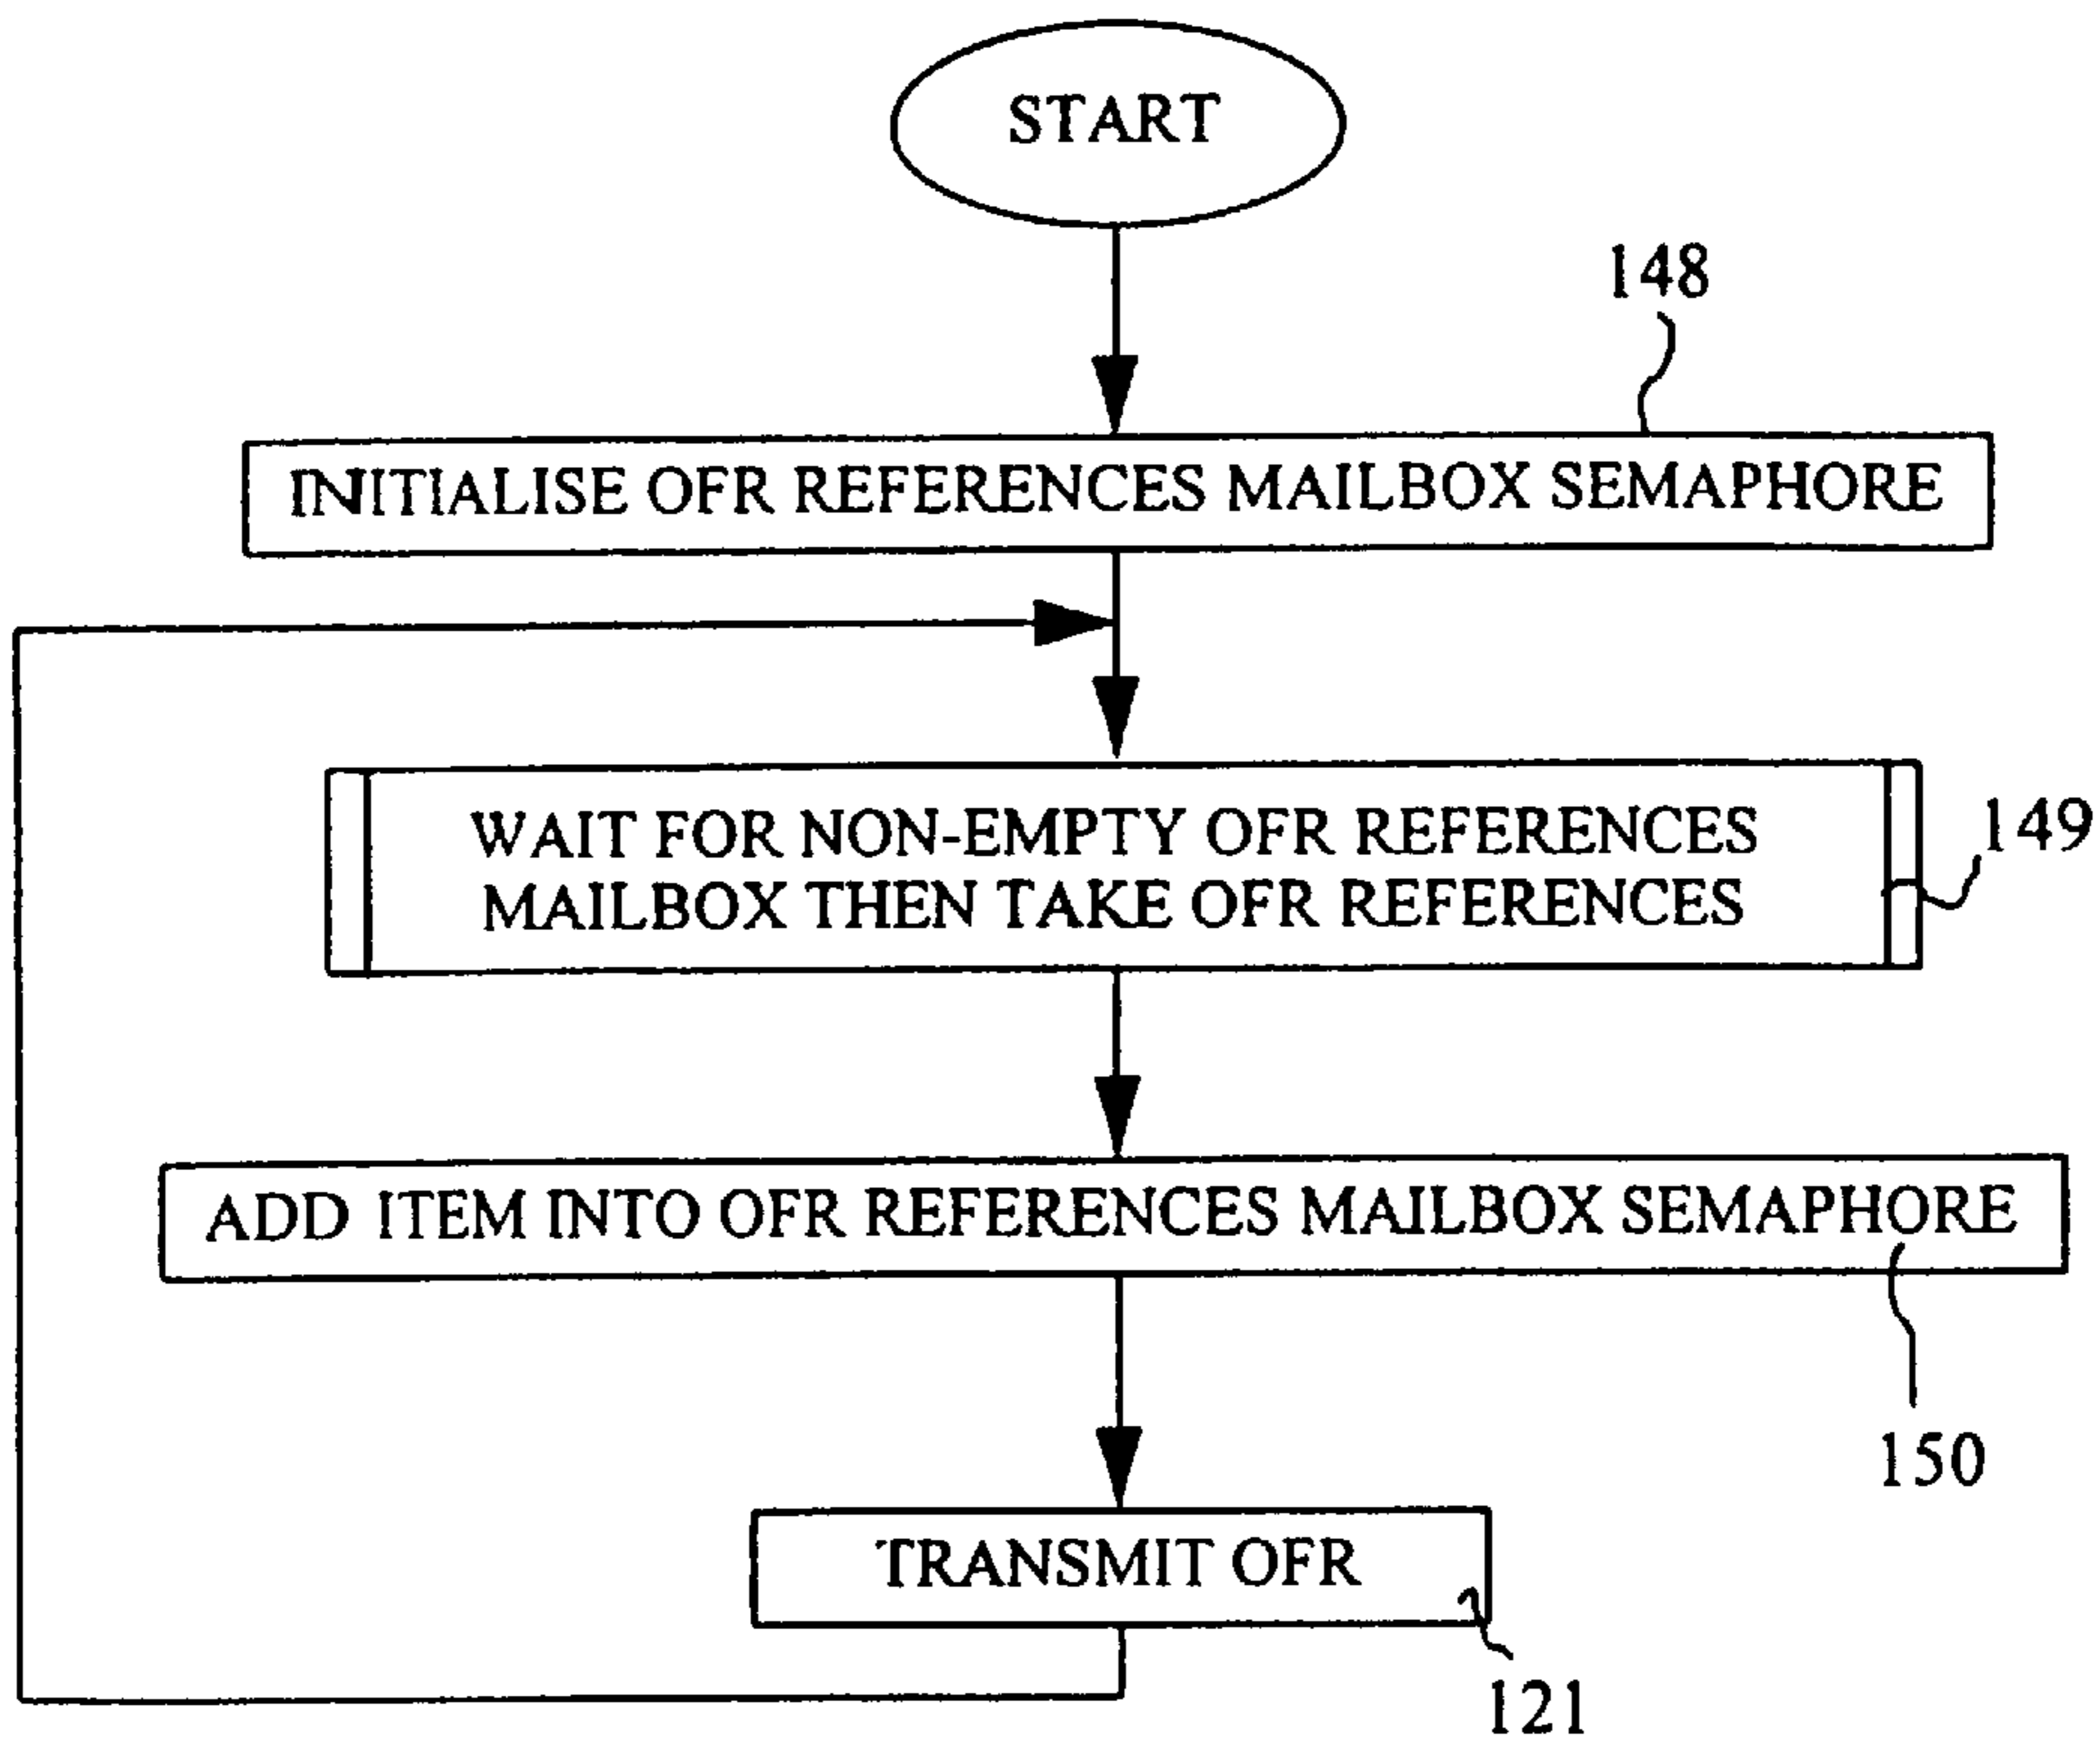 START
148
INITIALISE OFR REFERENCES MAILBOX SEMAPHORE
WAIT FOR NON-EMPTY OFR REFERENCES
MAILBOX THEN TAKE OFR REFERENCES
149
ADD ITEM INTO OFR REFERENCES MAILBOX SEMAPHORE
150
TRANSMIT OFR
121